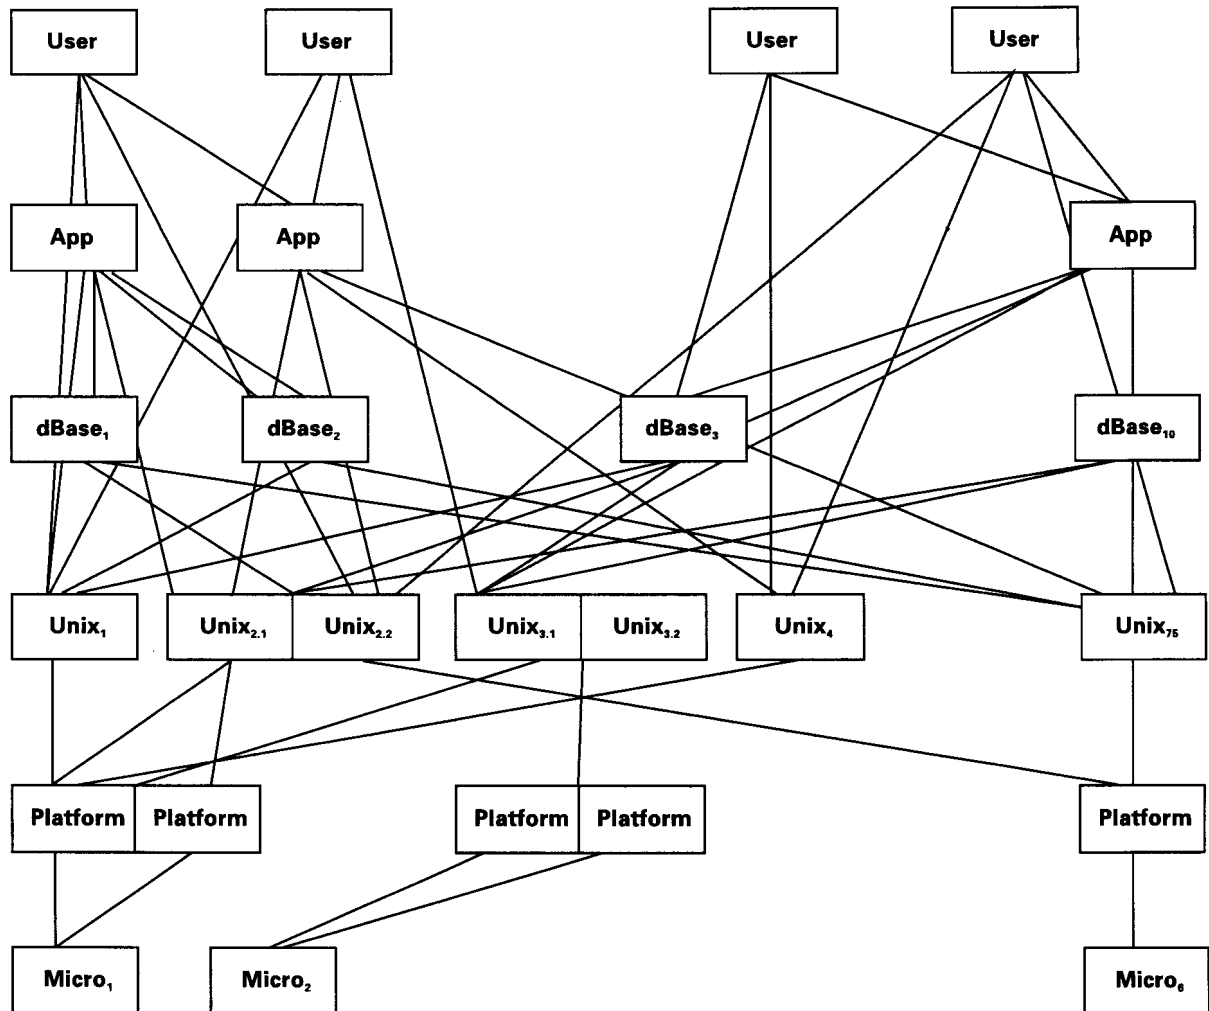 User User User User
App App App
dBase₁ dBase₂ dBase₃ dBase₁₀
Unix₁ Unix₂.₁ Unix₂.₂ Unix₃.₁ Unix₃.₂ Unix₄ Unix₇₅
Platform Platform Platform Platform Platform
Micro₁ Micro₂ Micro₆